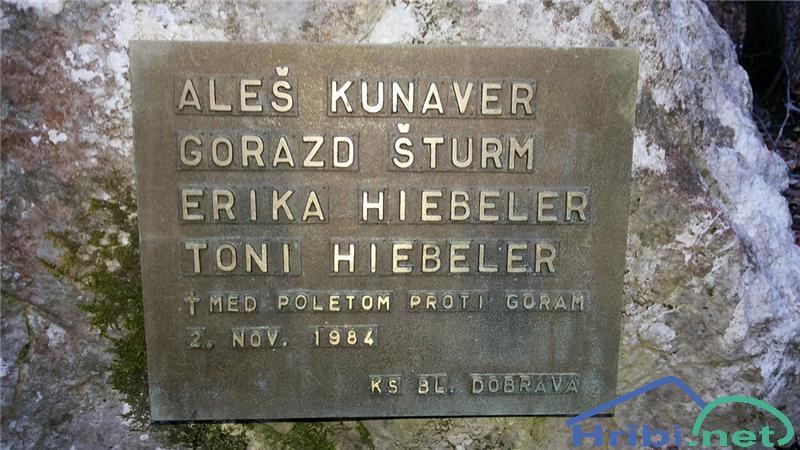 ALEŠ KUNAVER
GORAZD ŠTURM
ERIKA HIEBELER
TONI HIEBELER
† MED POLETOM PROTI GORAM
2. NOV. 1984
KS BL. DOBRAVA
Hribi.net